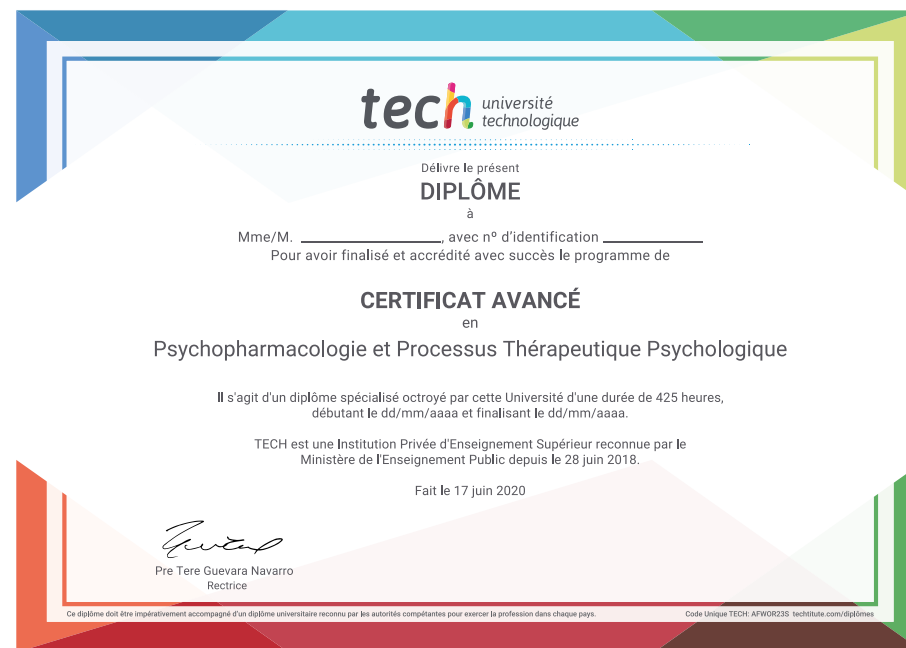 tech université
technologique
Délivre le présent
DIPLÔME
à
Mme/M. ____________________, avec nº d'identification ______________
Pour avoir finalisé et accrédité avec succès le programme de
CERTIFICAT AVANCÉ
en
Psychopharmacologie et Processus Thérapeutique Psychologique
Il s'agit d'un diplôme spécialisé octroyé par cette Université d'une durée de 425 heures,
débutant le dd/mm/aaaa et finalisant le dd/mm/aaaa.
TECH est une Institution Privée d'Enseignement Supérieur reconnue par le
Ministère de l'Enseignement Public depuis le 28 juin 2018.
Fait le 17 juin 2020
Pre Tere Guevara Navarro
Rectrice
Ce diplôme doit être impérativement accompagné d'un diplôme universitaire reconnu par les autorités compétantes pour exercer la profession dans chaque pays.
Code Unique TECH: AFWOR23S techtitute.com/diplômes